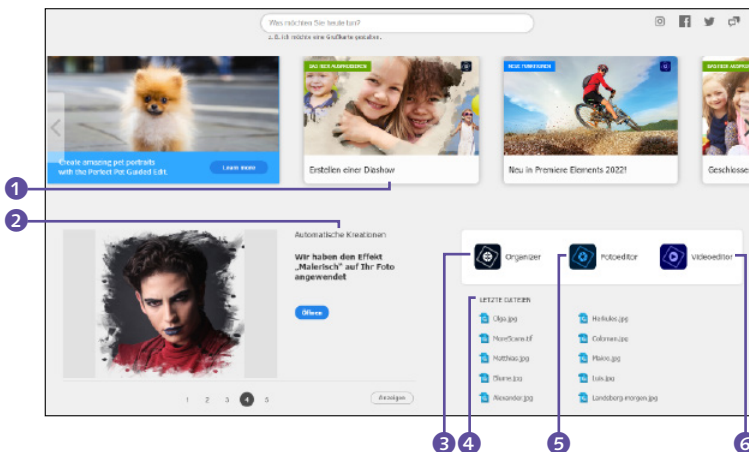 Was möchten Sie heute tun?
z. B. Ich möchte eine Grußkarte gestalten.
NEUE FUNKTIONEN
Create amazing pet portraits
with the Perfect Pet Guided Edit.
Learn more
Erstellen einer Diashow
Neu in Premiere Elements 2022!
Geschlosse
1
2
Automatische Kreationen
Wir haben den Effekt
„Malerisch" auf Ihr Foto
angewendet
Öffnen
1 2 3 4 5
Anzeigen
Organizer
Fotoeditor
Videoeditor
LETZTE DATEIEN
Olga.jpg
Herkules.jpg
MoreScans.tif
Coloman.jpg
Matthias.jpg
Blume.jpg
Luis.jpg
Alexander.jpg
Landsberg-morgen.jpg
3 4 5 6